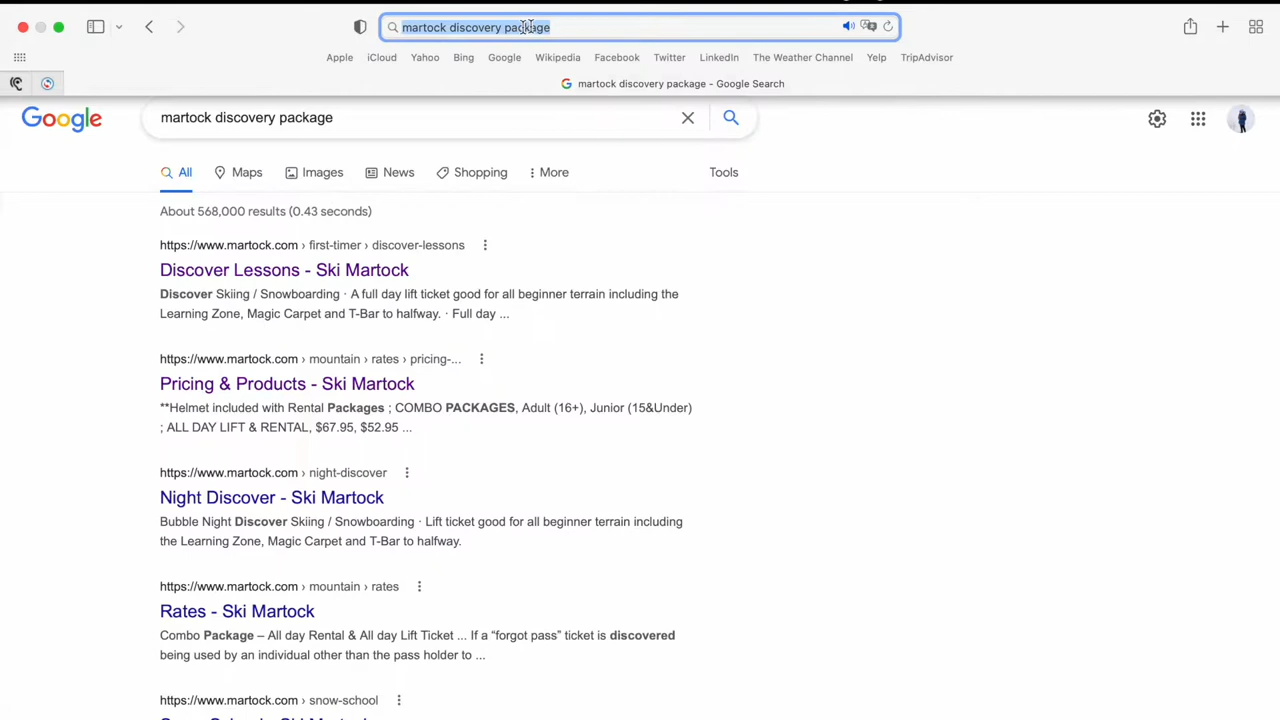 martock discovery package
Apple iCloud Yahoo Bing Google Wikipedia Facebook Twitter LinkedIn The Weather Channel Yelp TripAdvisor
martock discovery package - Google Search
Google
martock discovery package
All Maps Images News Shopping More Tools
About 568,000 results (0.43 seconds)
https://www.martock.com › first-timer › discover-lessons
Discover Lessons - Ski Martock
Discover Skiing / Snowboarding · A full day lift ticket good for all beginner terrain including the
Learning Zone, Magic Carpet and T-Bar to halfway. · Full day ...
https://www.martock.com › mountain › rates › pricing-...
Pricing & Products - Ski Martock
**Helmet included with Rental Packages ; COMBO PACKAGES, Adult (16+), Junior (15&Under)
; ALL DAY LIFT & RENTAL, $67.95, $52.95 ...
https://www.martock.com › night-discover
Night Discover - Ski Martock
Bubble Night Discover Skiing / Snowboarding · Lift ticket good for all beginner terrain including
the Learning Zone, Magic Carpet and T-Bar to halfway.
https://www.martock.com › mountain › rates
Rates - Ski Martock
Combo Package – All day Rental & All day Lift Ticket ... If a “forgot pass” ticket is discovered
being used by an individual other than the pass holder to ...
https://www.martock.com › snow-school